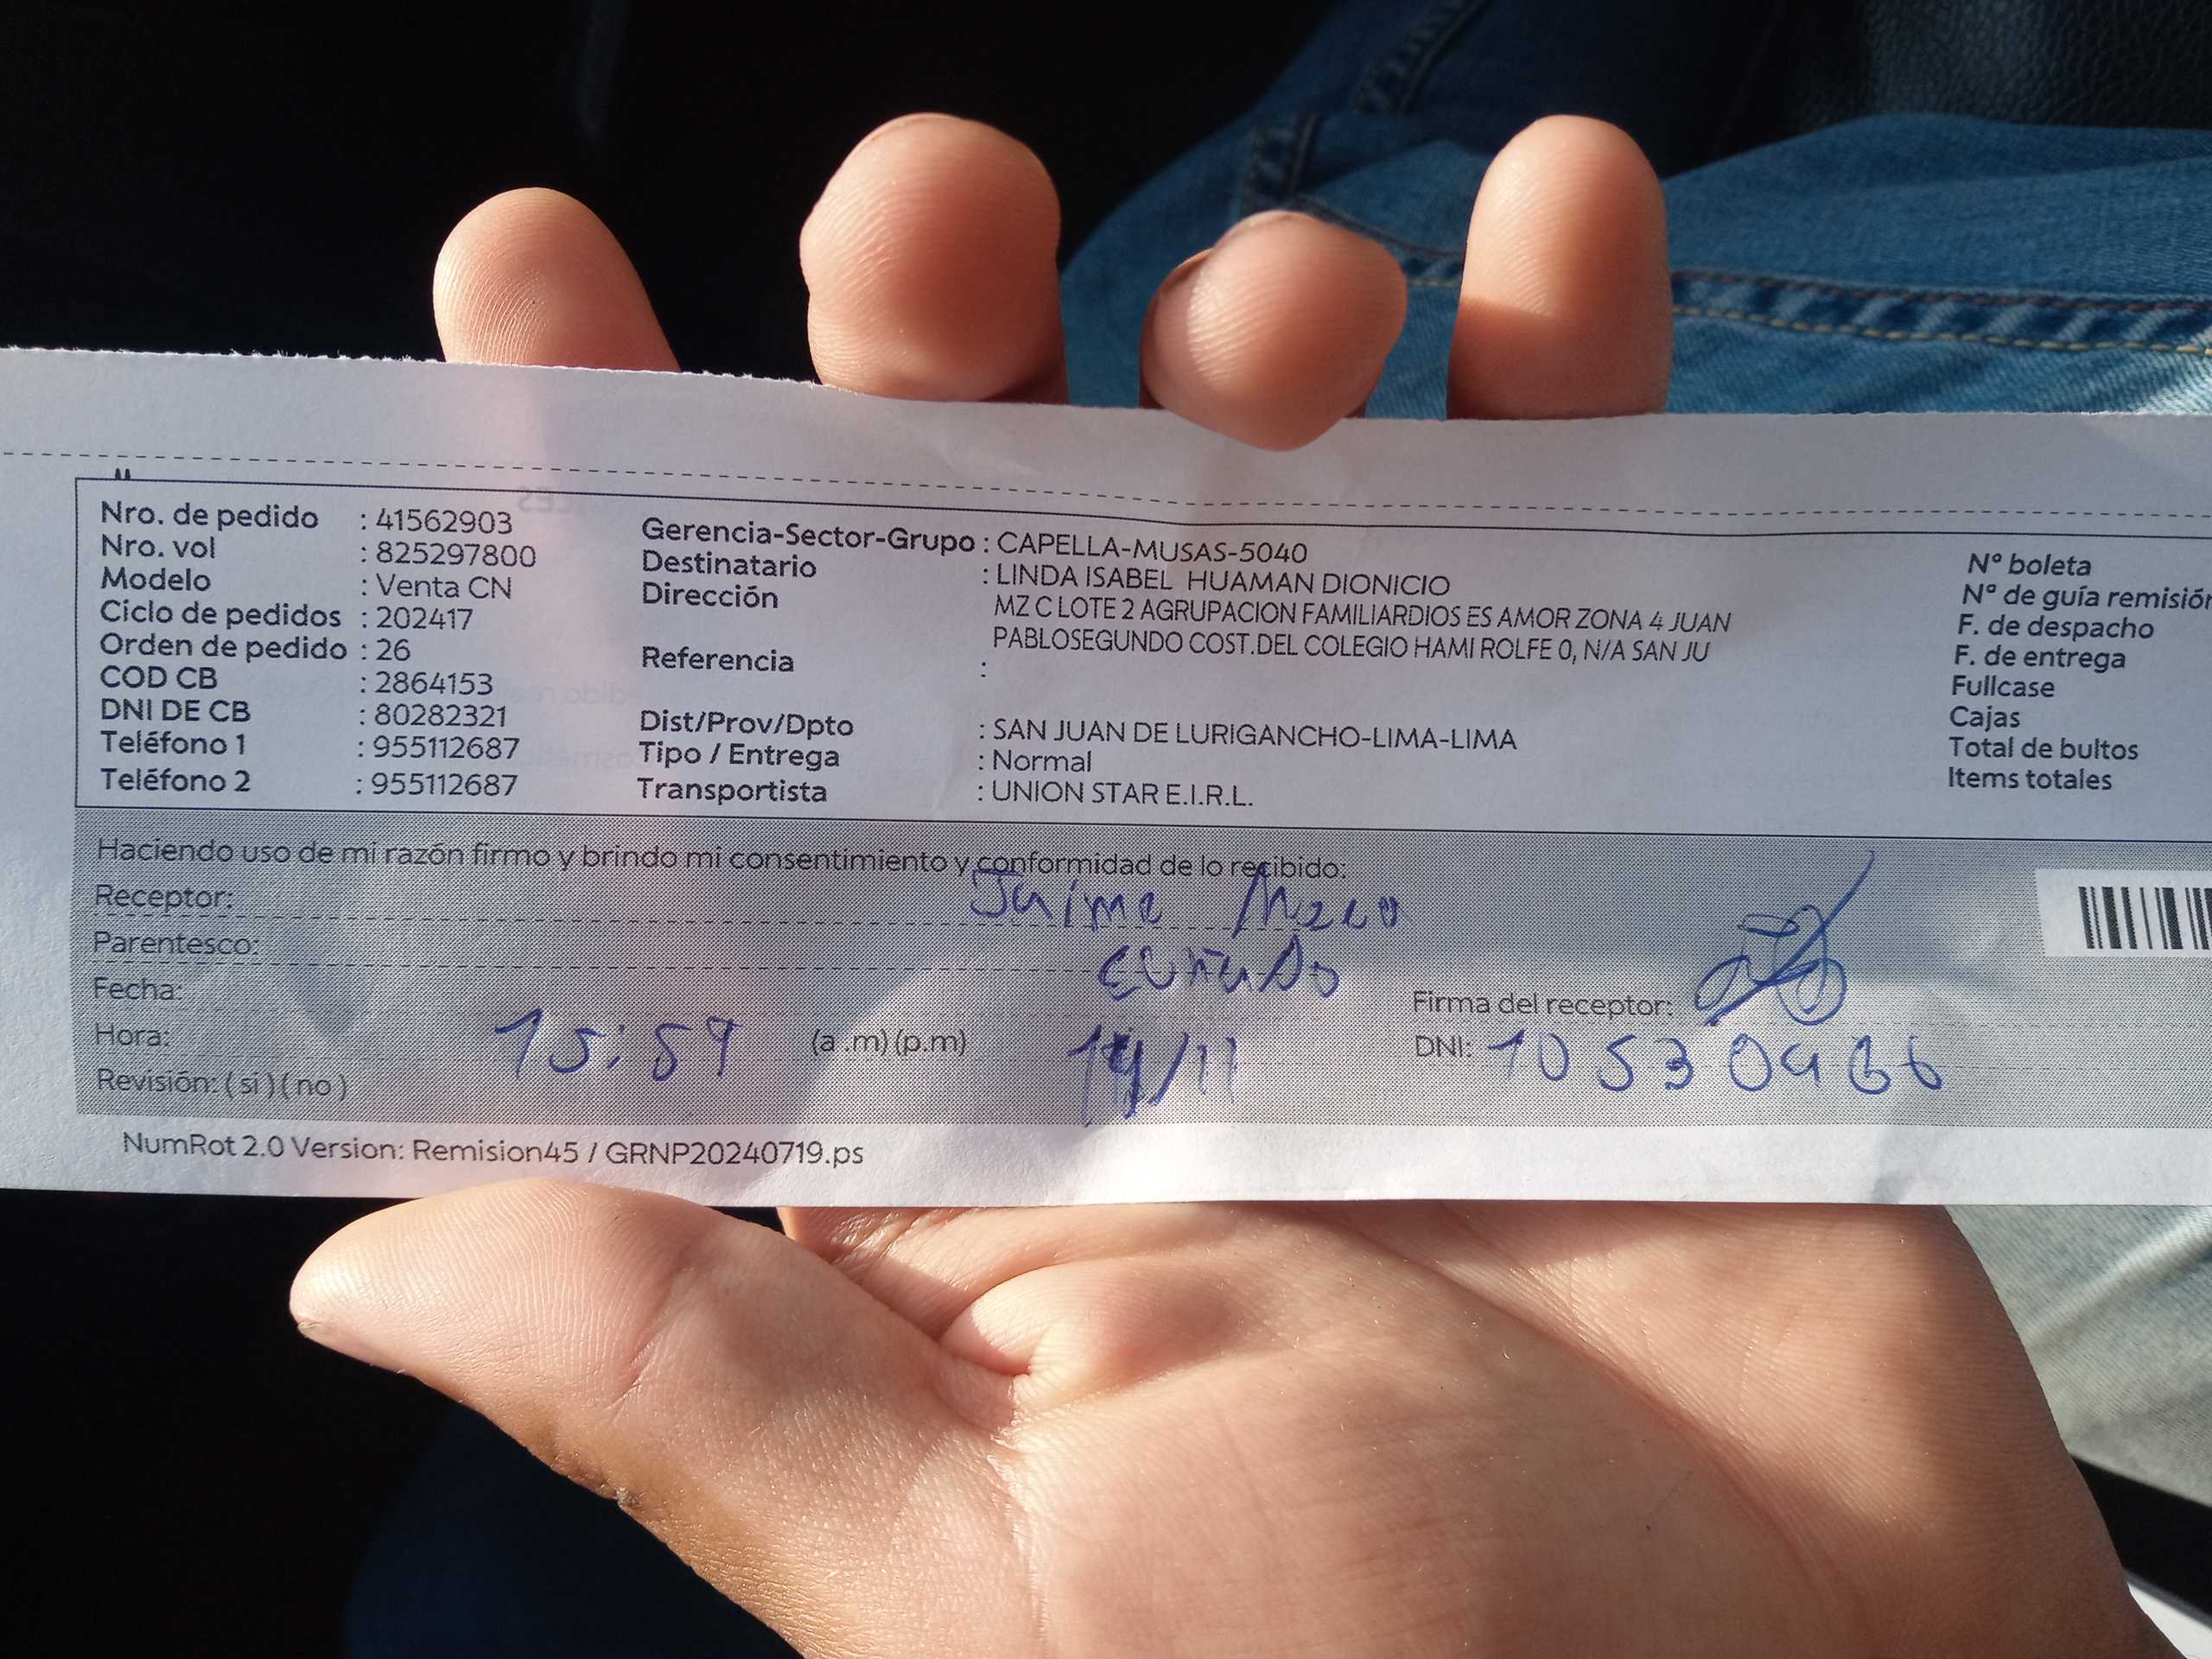 Nro. de pedido : 41562903
Nro. vol : 825297800
Modelo : Venta CN
Ciclo de pedidos : 202417
Orden de pedido : 26
COD CB : 2864153
DNI DE CB : 80282321
Teléfono 1 : 955112687
Teléfono 2 : 955112687
Gerencia-Sector-Grupo : CAPELLA-MUSAS-5040
Destinatario : LINDA ISABEL HUAMAN DIONICIO
Dirección MZ C LOTE 2 AGRUPACION FAMILIARDIOS ES AMOR ZONA 4 JUAN
PABLOSEGUNDO COST.DEL COLEGIO HAMI ROLFE 0, N/A SAN JU
Referencia :
Dist/Prov/Dpto : SAN JUAN DE LURIGANCHO-LIMA-LIMA
Tipo / Entrega : Normal
Transportista : UNION STAR E.I.R.L.
N° boleta
N° de guía remisión
F. de despacho
F. de entrega
Fullcase
Cajas
Total de bultos
Items totales
Haciendo uso de mi razón firmo y brindo mi consentimiento y conformidad de lo recibido:
Receptor: Jaime
Parentesco: cuñado
Fecha: 14/11
Hora: 15:59 (a .m) (p.m)
Revisión: ( si ) ( no )
Firma del receptor:
DNI: 10530466
NumRot 2.0 Version: Remision45 / GRNP20240719.ps